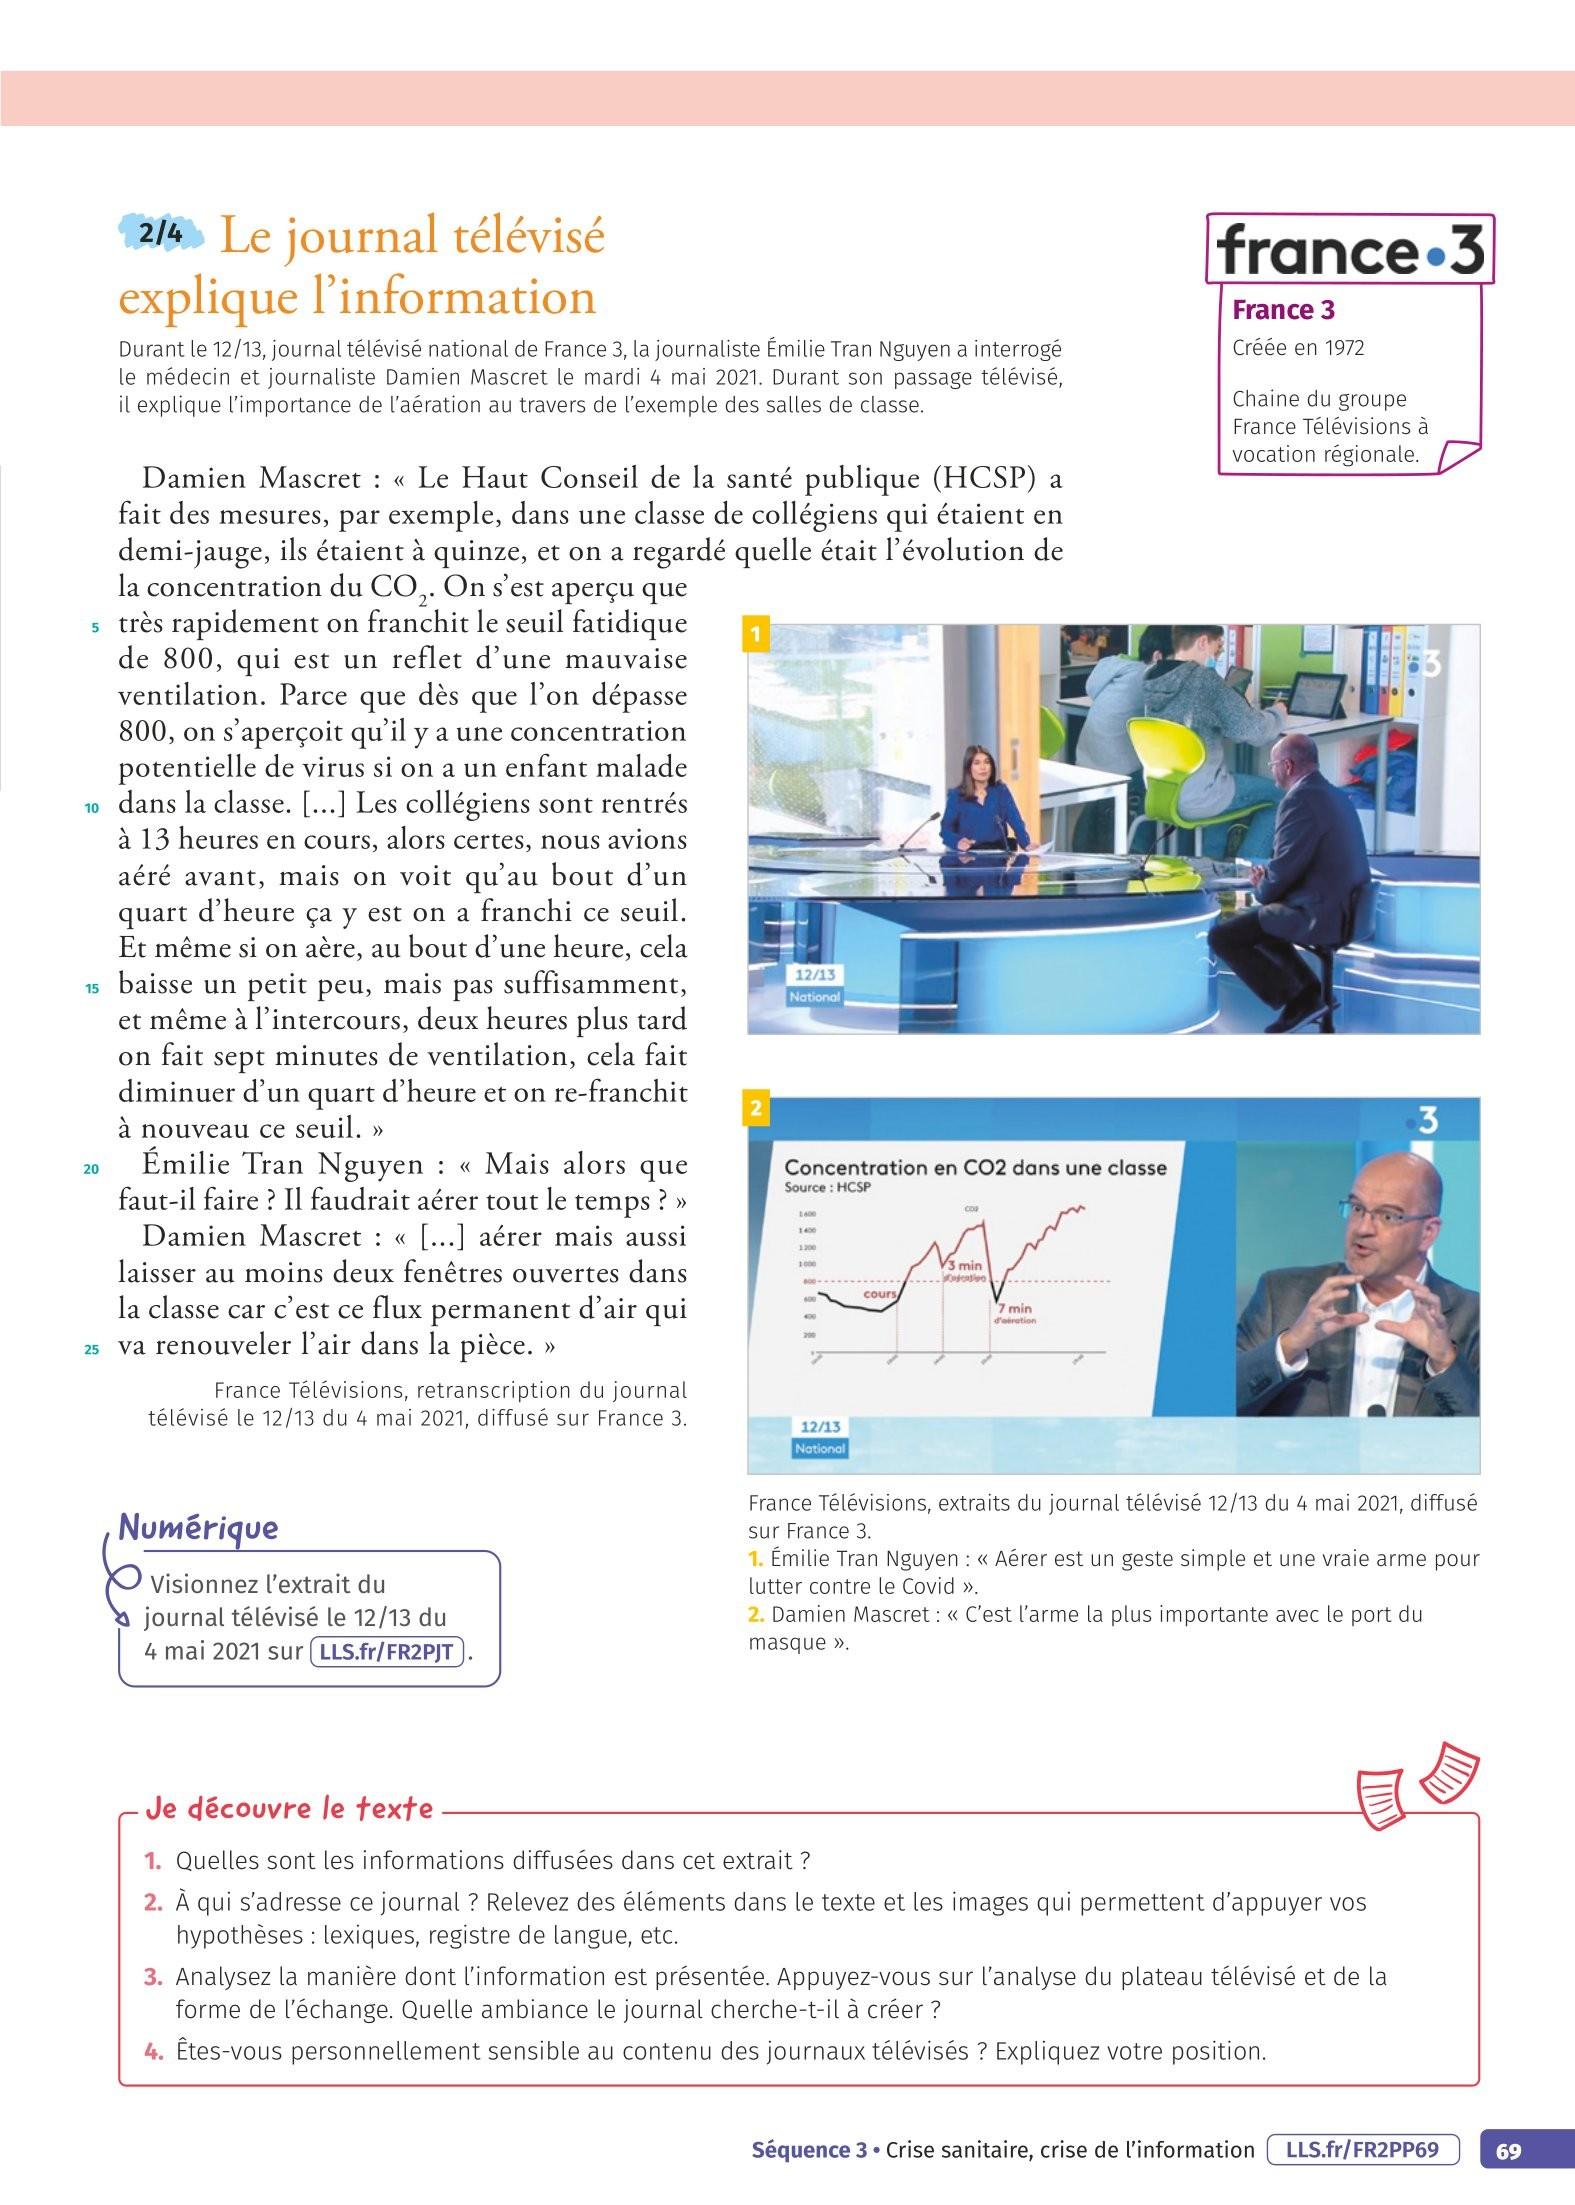 2/4 Le journal télévisé
explique l'information
Durant le 12/13, journal télévisé national de France 3, la journaliste Émilie Tran Nguyen a interrogé
le médecin et journaliste Damien Mascret le mardi 4 mai 2021. Durant son passage télévisé,
il explique l'importance de l'aération au travers de l'exemple des salles de classe.
france•3
France 3
Créée en 1972
Chaine du groupe
France Télévisions à
vocation régionale.
Damien Mascret : « Le Haut Conseil de la santé publique (HCSP) a
fait des mesures, par exemple, dans une classe de collégiens qui étaient en
demi-jauge, ils étaient à quinze, et on a regardé quelle était l'évolution de
la concentration du CO₂. On s'est aperçu que
5 très rapidement on franchit le seuil fatidique
de 800, qui est un reflet d'une mauvaise
ventilation. Parce que dès que l'on dépasse
800, on s'aperçoit qu'il y a une concentration
potentielle de virus si on a un enfant malade
10 dans la classe. [...] Les collégiens sont rentrés
à 13 heures en cours, alors certes, nous avions
aéré avant, mais on voit qu'au bout d'un
quart d'heure ça y est on a franchi ce seuil.
Et même si on aère, au bout d'une heure, cela
15 baisse un petit peu, mais pas suffisamment,
et même à l'intercours, deux heures plus tard
on fait sept minutes de ventilation, cela fait
diminuer d'un quart d'heure et on re-franchit
à nouveau ce seuil. »
20 Émilie Tran Nguyen : « Mais alors que
faut-il faire ? Il faudrait aérer tout le temps ? »
Damien Mascret : « [...] aérer mais aussi
laisser au moins deux fenêtres ouvertes dans
la classe car c'est ce flux permanent d'air qui
25 va renouveler l'air dans la pièce. »
France Télévisions, retranscription du journal
télévisé le 12/13 du 4 mai 2021, diffusé sur France 3.
1
3
12/13
National
2
3
Concentration en CO2 dans une classe
Source : HCSP
CO2
1 600
1 400
1 200
1 000
800
600
400
200
0
cours
3 min
d'aération
7 min
d'aération
12/13
National
France Télévisions, extraits du journal télévisé 12/13 du 4 mai 2021, diffusé
sur France 3.
1. Émilie Tran Nguyen : « Aérer est un geste simple et une vraie arme pour
lutter contre le Covid ».
2. Damien Mascret : « C'est l'arme la plus importante avec le port du
masque ».
Numérique
Visionnez l'extrait du
journal télévisé le 12/13 du
4 mai 2021 sur LLS.fr/FR2PJT.
Je découvre le texte
1. Quelles sont les informations diffusées dans cet extrait ?
2. À qui s'adresse ce journal ? Relevez des éléments dans le texte et les images qui permettent d'appuyer vos
hypothèses : lexiques, registre de langue, etc.
3. Analysez la manière dont l'information est présentée. Appuyez-vous sur l'analyse du plateau télévisé et de la
forme de l'échange. Quelle ambiance le journal cherche-t-il à créer ?
4. Êtes-vous personnellement sensible au contenu des journaux télévisés ? Expliquez votre position.
Séquence 3 • Crise sanitaire, crise de l'information LLS.fr/FR2PP69 69